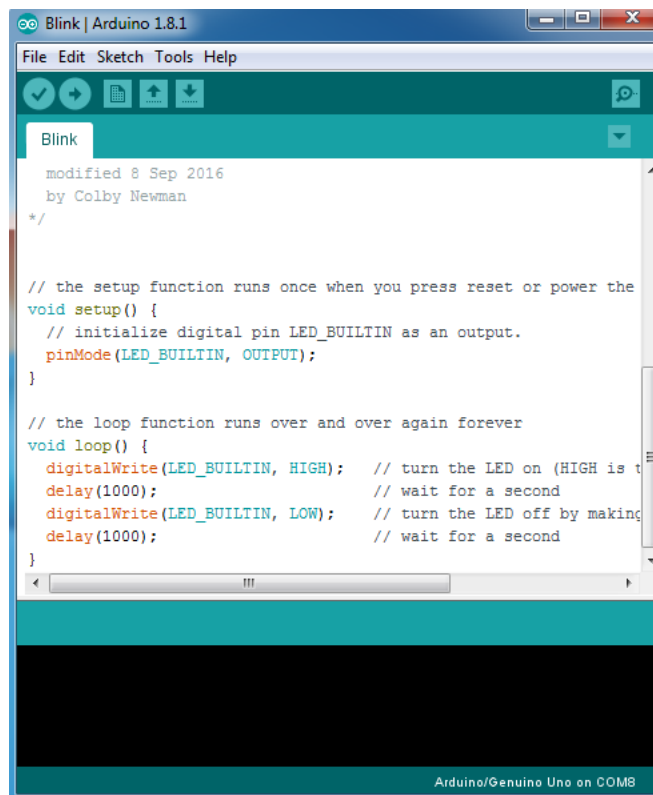 Blink | Arduino 1.8.1
File Edit Sketch Tools Help
Blink
modified 8 Sep 2016
by Colby Newman
*/
// the setup function runs once when you press reset or power the
void setup() {
// initialize digital pin LED_BUILTIN as an output.
pinMode(LED_BUILTIN, OUTPUT);
}
// the loop function runs over and over again forever
void loop() {
digitalWrite(LED_BUILTIN, HIGH); // turn the LED on (HIGH is t
delay(1000); // wait for a second
digitalWrite(LED_BUILTIN, LOW); // turn the LED off by making
delay(1000); // wait for a second
}
Arduino/Genuino Uno on COM8